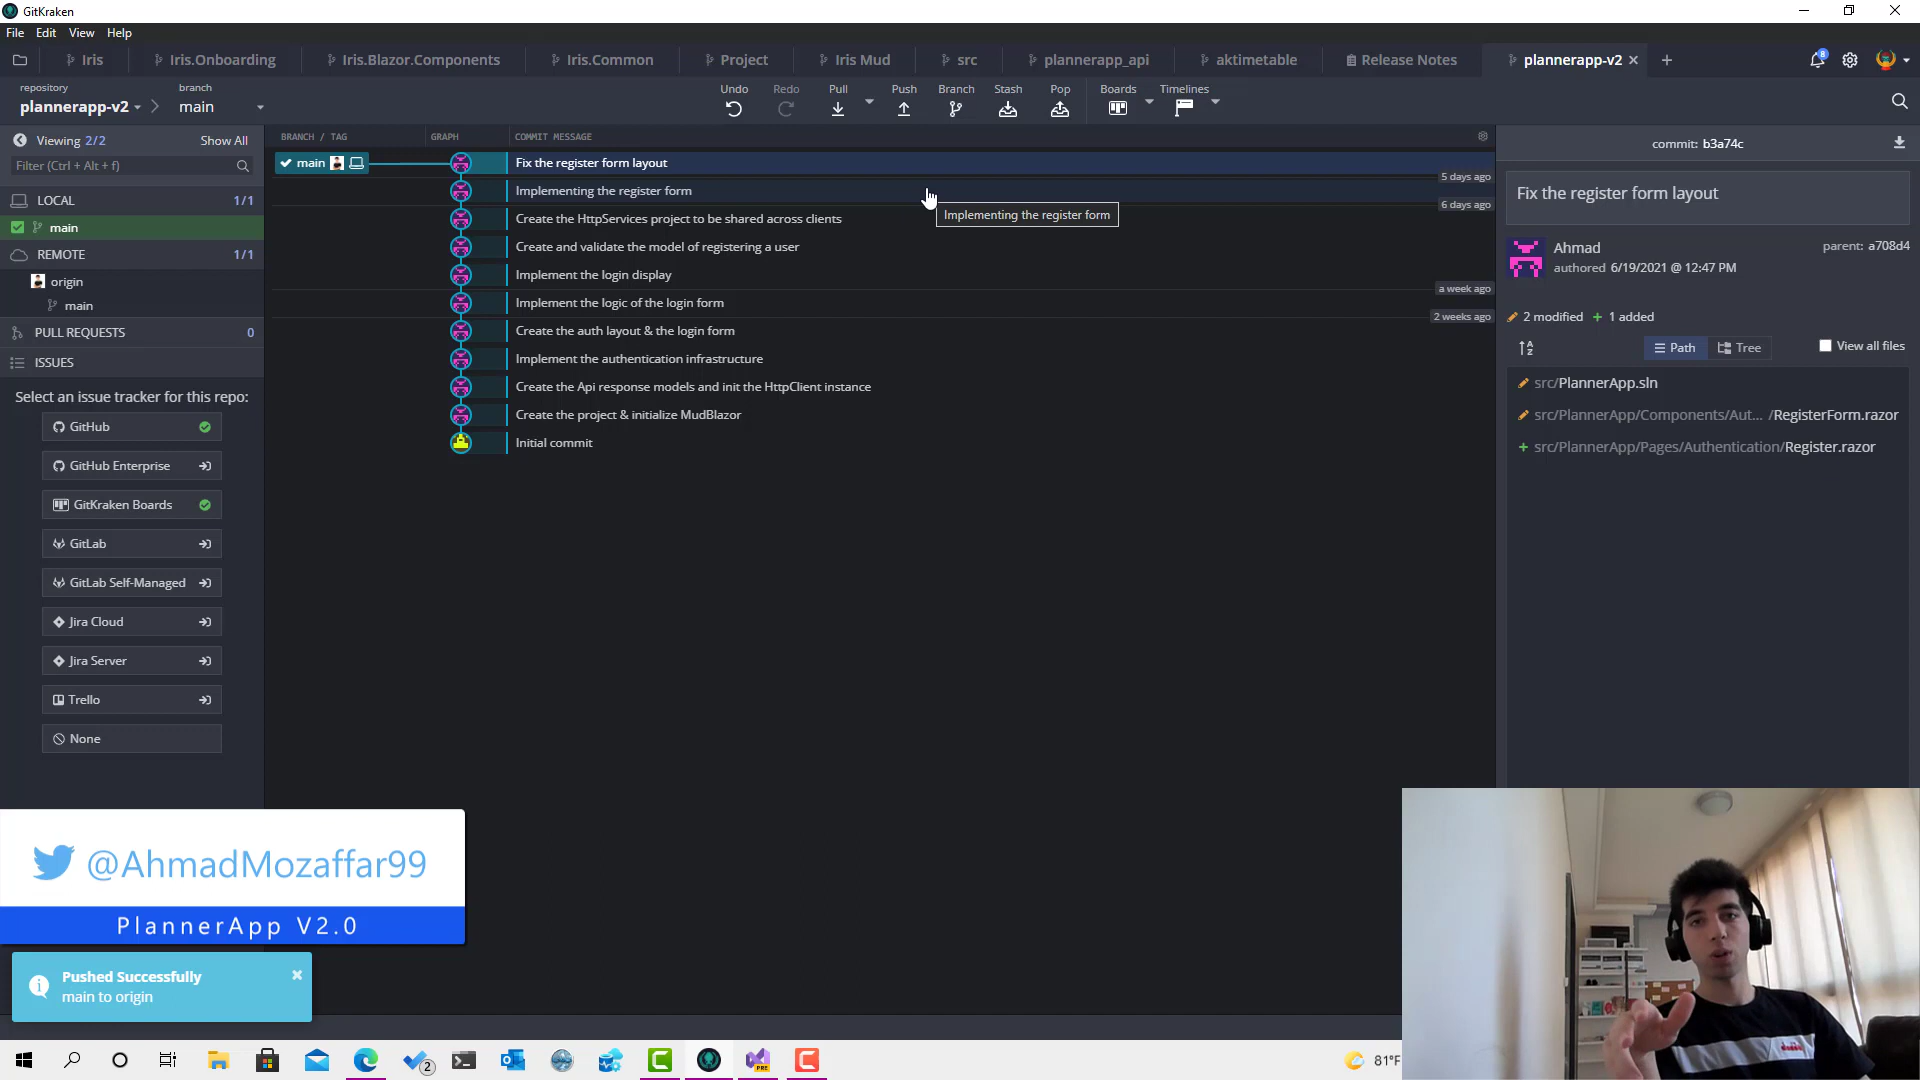 GitKraken
File Edit View Help
Iris
Iris.Onboarding
Iris.Blazor.Components
Iris.Common
Project
Iris Mud
src
plannerapp_api
aktimetable
Release Notes
plannerapp-v2
8
repository
plannerapp-v2
branch
main
Undo
Redo
Pull
Push
Branch
Stash
Pop
Boards
Timelines
Viewing 2/2
Show All
Filter (Ctrl + Alt + f)
LOCAL 1/1
main
REMOTE 1/1
origin
main
PULL REQUESTS 0
ISSUES
Select an issue tracker for this repo:
GitHub
GitHub Enterprise
GitKraken Boards
GitLab
GitLab Self-Managed
Jira Cloud
Jira Server
Trello
None
BRANCH / TAG
GRAPH
COMMIT MESSAGE
main
Fix the register form layout
5 days ago
Implementing the register form
6 days ago
Implementing the register form
Create the HttpServices project to be shared across clients
Create and validate the model of registering a user
Implement the login display
a week ago
Implement the logic of the login form
2 weeks ago
Create the auth layout & the login form
Implement the authentication infrastructure
Create the Api response models and init the HttpClient instance
Create the project & initialize MudBlazor
Initial commit
commit: b3a74c
Fix the register form layout
Ahmad
authored 6/19/2021 @ 12:47 PM
parent: a708d4
2 modified + 1 added
Path
Tree
View all files
src/PlannerApp.sln
src/PlannerApp/Components/Aut... /RegisterForm.razor
+ src/PlannerApp/Pages/Authentication/Register.razor
@AhmadMozaffar99
PlannerApp V2.0
Pushed Successfully
main to origin
2
PRE
81°F